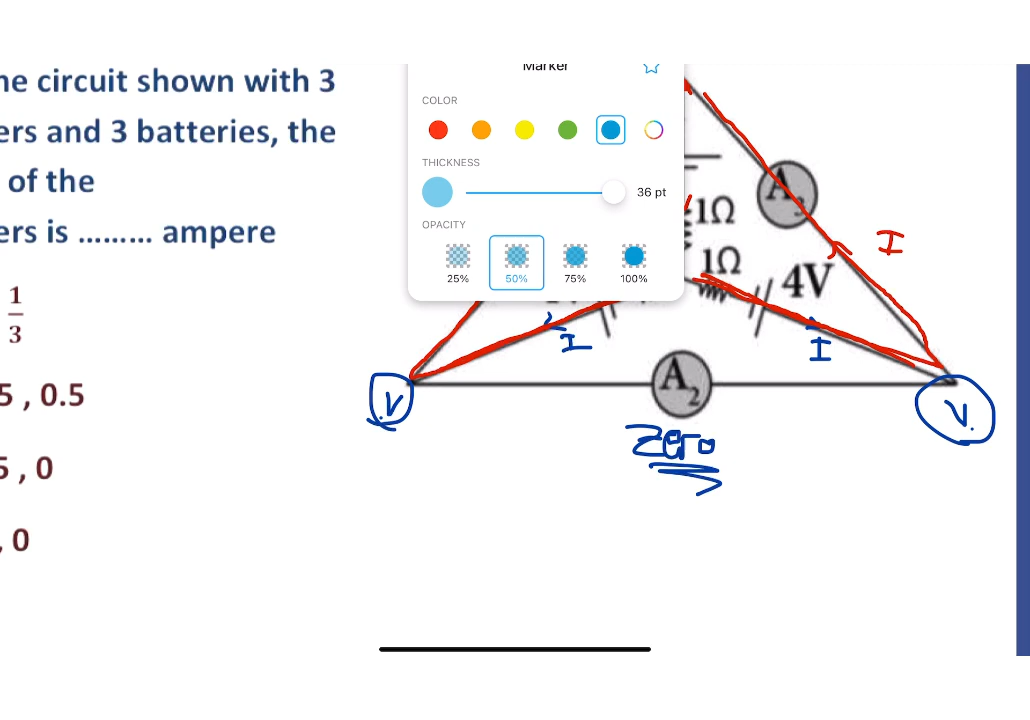 he circuit shown with 3
ers and 3 batteries, the
of the
ers is ......... ampere
1
3
5 , 0.5
5 , 0
, 0
Marker
COLOR
THICKNESS
36 pt
OPACITY
25%
50%
75%
100%
1Ω
1Ω
4V
A3
I
I
I
A2
V
V.
Zero